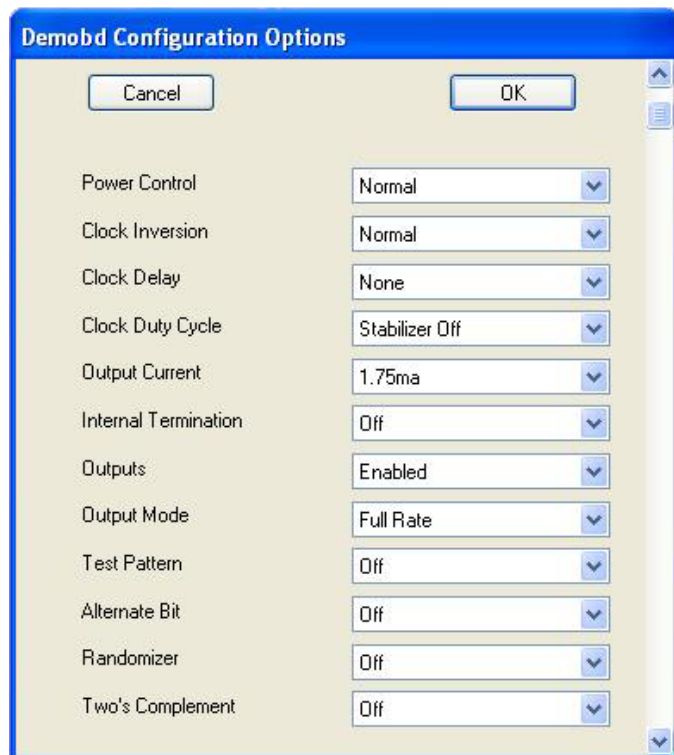 Demobd Configuration Options
Cancel OK
Power Control Normal
Clock Inversion Normal
Clock Delay None
Clock Duty Cycle Stabilizer Off
Output Current 1.75ma
Internal Termination Off
Outputs Enabled
Output Mode Full Rate
Test Pattern Off
Alternate Bit Off
Randomizer Off
Two's Complement Off